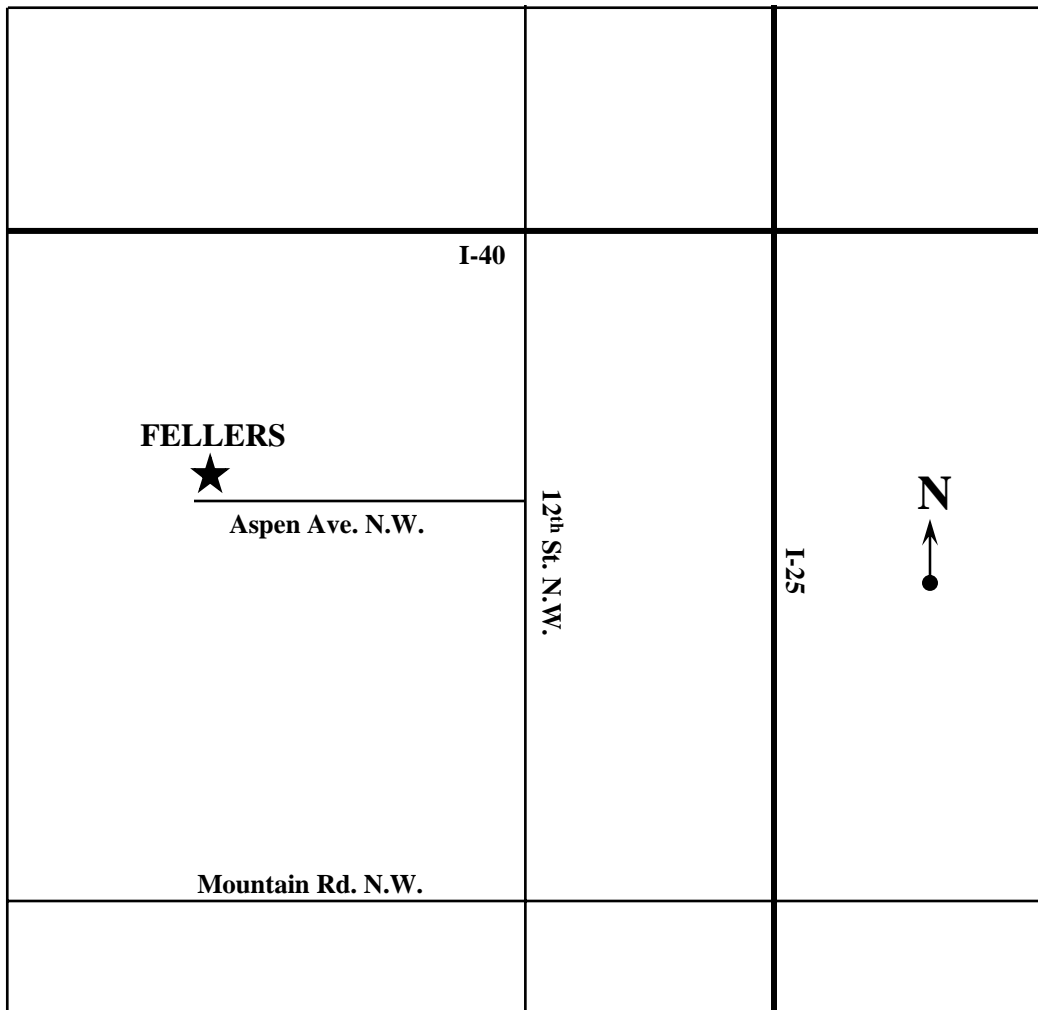 I-40
FELLERS
N
Aspen Ave. N.W.
12th St. N.W.
I-25
Mountain Rd. N.W.